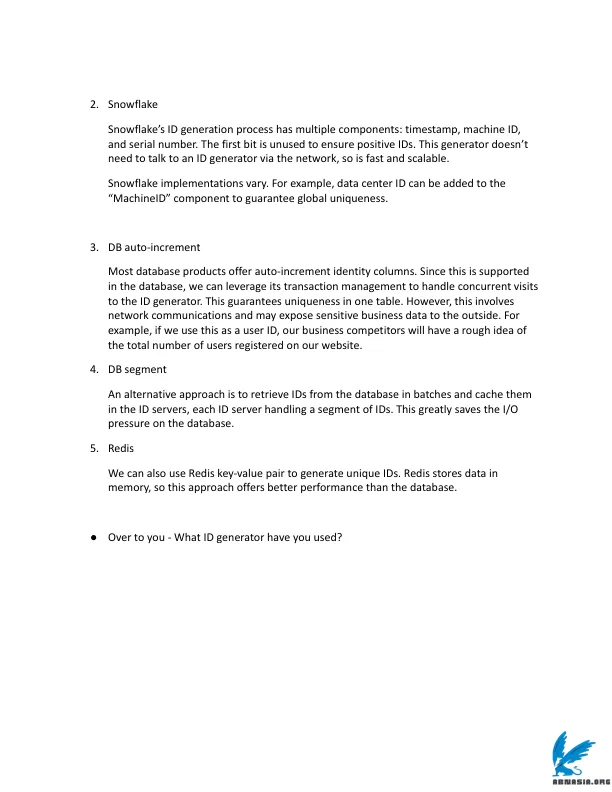 2. Snowflake
Snowflake’s ID generation process has multiple components: timestamp, machine ID,
and serial number. The first bit is unused to ensure positive IDs. This generator doesn’t
need to talk to an ID generator via the network, so is fast and scalable.
Snowflake implementations vary. For example, data center ID can be added to the
“MachineID” component to guarantee global uniqueness.
3. DB auto-increment
Most database products offer auto-increment identity columns. Since this is supported
in the database, we can leverage its transaction management to handle concurrent visits
to the ID generator. This guarantees uniqueness in one table. However, this involves
network communications and may expose sensitive business data to the outside. For
example, if we use this as a user ID, our business competitors will have a rough idea of
the total number of users registered on our website.
4. DB segment
An alternative approach is to retrieve IDs from the database in batches and cache them
in the ID servers, each ID server handling a segment of IDs. This greatly saves the I/O
pressure on the database.
5. Redis
We can also use Redis key-value pair to generate unique IDs. Redis stores data in
memory, so this approach offers better performance than the database.
● Over to you - What ID generator have you used?
ABNASIA.ORG